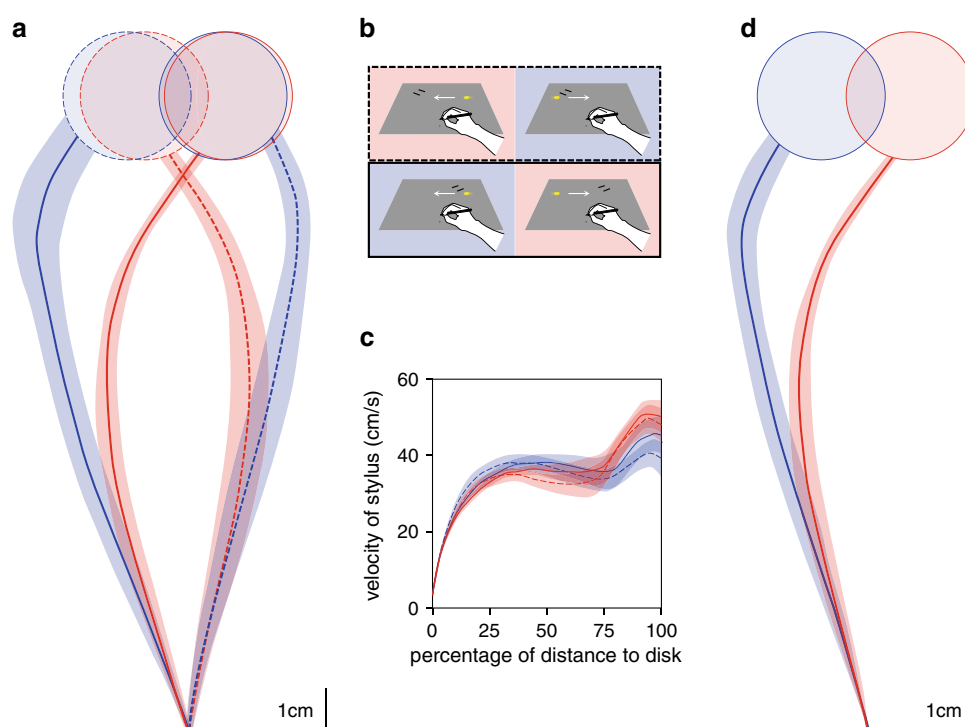 a
b
d
c
velocity of stylus (cm/s)
60
40
20
0
0 25 50 75 100
percentage of distance to disk
1cm
1cm